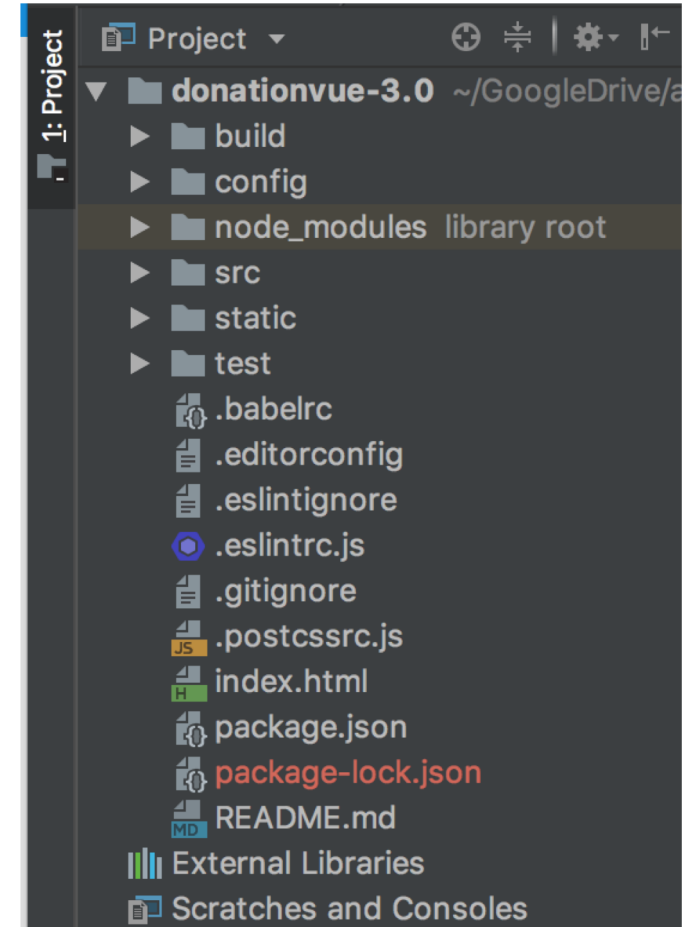 1: Project
Project
donationvue-3.0 ~/GoogleDrive/a
build
config
node_modules library root
src
static
test
.babelrc
.editorconfig
.eslintignore
.eslintrc.js
.gitignore
JS .postcssrc.js
H index.html
package.json
package-lock.json
MD README.md
External Libraries
Scratches and Consoles